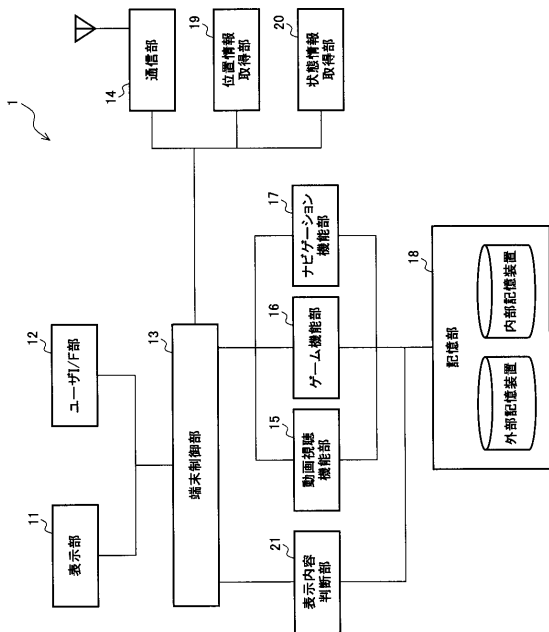 1
11
表示部
12
ユーザI/F部
13
端末制御部
14
通信部
19
位置情報
取得部
20
状態情報
取得部
21
表示内容
判断部
15
動画視聴
機能部
16
ゲーム機能部
17
ナビゲーション
機能部
18
記憶部
外部記憶装置
内部記憶装置